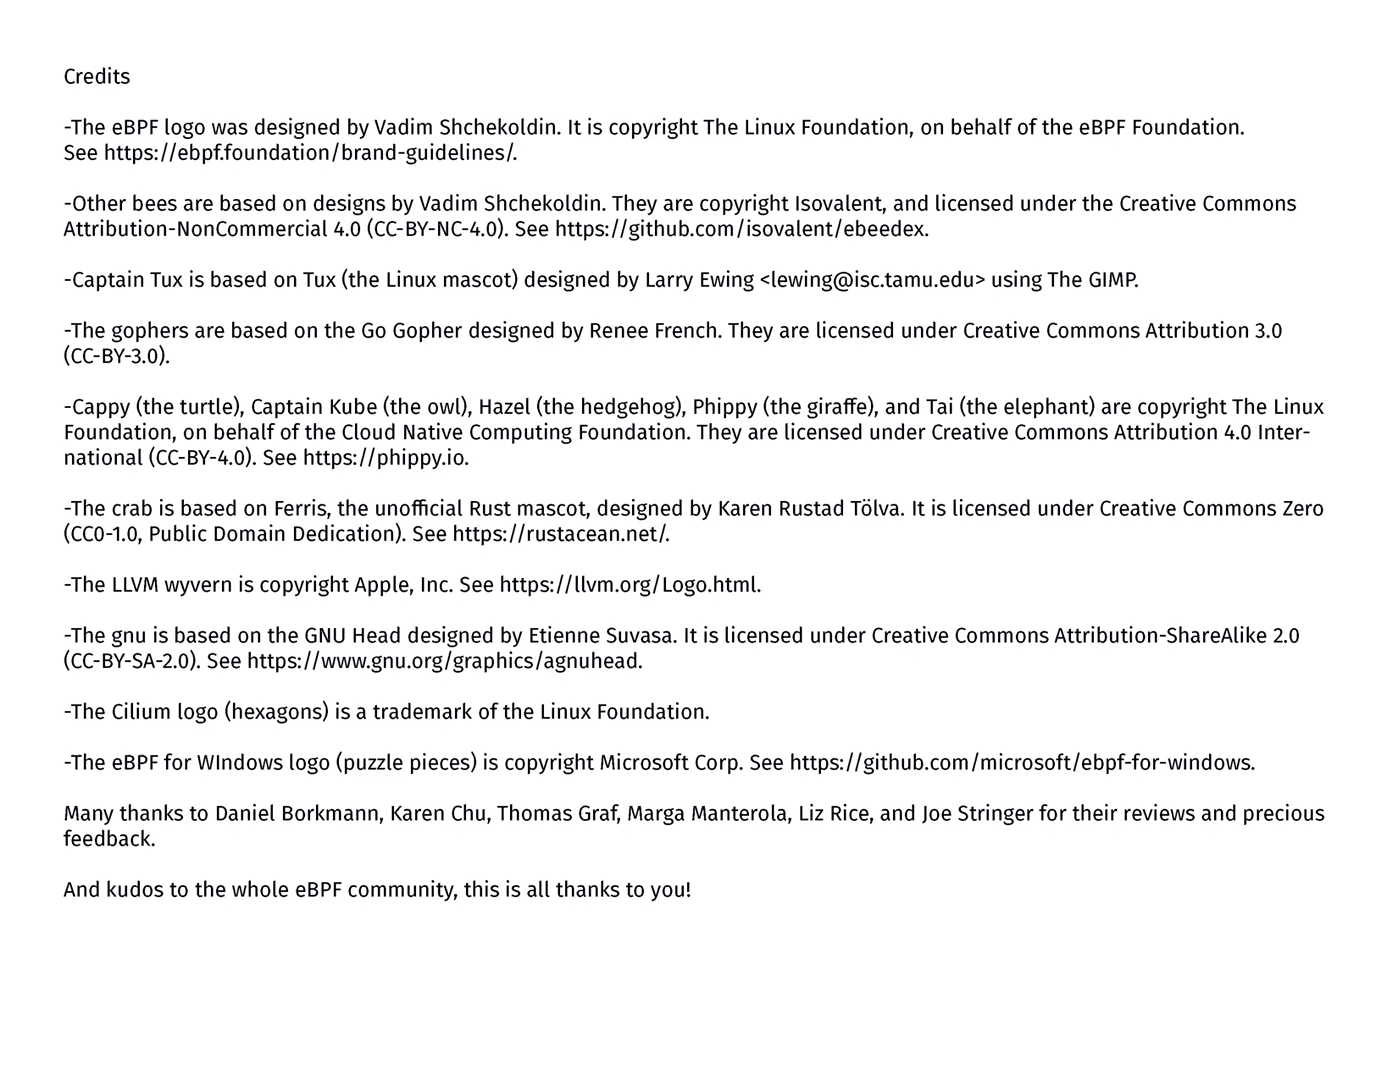 Credits
-The eBPF logo was designed by Vadim Shchekoldin. It is copyright The Linux Foundation, on behalf of the eBPF Foundation.
See https://ebpf.foundation/brand-guidelines/.
-Other bees are based on designs by Vadim Shchekoldin. They are copyright Isovalent, and licensed under the Creative Commons
Attribution-NonCommercial 4.0 (CC-BY-NC-4.0). See https://github.com/isovalent/ebeedex.
-Captain Tux is based on Tux (the Linux mascot) designed by Larry Ewing <lewing@isc.tamu.edu> using The GIMP.
-The gophers are based on the Go Gopher designed by Renee French. They are licensed under Creative Commons Attribution 3.0
(CC-BY-3.0).
-Cappy (the turtle), Captain Kube (the owl), Hazel (the hedgehog), Phippy (the giraffe), and Tai (the elephant) are copyright The Linux
Foundation, on behalf of the Cloud Native Computing Foundation. They are licensed under Creative Commons Attribution 4.0 Inter-
national (CC-BY-4.0). See https://phippy.io.
-The crab is based on Ferris, the unofficial Rust mascot, designed by Karen Rustad Tölva. It is licensed under Creative Commons Zero
(CC0-1.0, Public Domain Dedication). See https://rustacean.net/.
-The LLVM wyvern is copyright Apple, Inc. See https://llvm.org/Logo.html.
-The gnu is based on the GNU Head designed by Etienne Suvasa. It is licensed under Creative Commons Attribution-ShareAlike 2.0
(CC-BY-SA-2.0). See https://www.gnu.org/graphics/agnuhead.
-The Cilium logo (hexagons) is a trademark of the Linux Foundation.
-The eBPF for WIndows logo (puzzle pieces) is copyright Microsoft Corp. See https://github.com/microsoft/ebpf-for-windows.
Many thanks to Daniel Borkmann, Karen Chu, Thomas Graf, Marga Manterola, Liz Rice, and Joe Stringer for their reviews and precious
feedback.
And kudos to the whole eBPF community, this is all thanks to you!